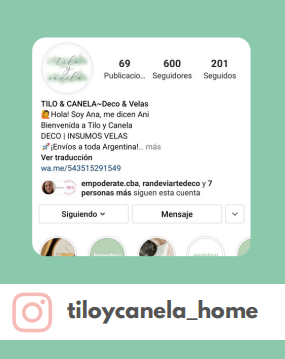 tilo
y
canela
69 600 201
Publicacio... Seguidores Seguidos
TILO & CANELA~Deco & Velas
🙋Hola! Soy Ana, me dicen Ani
Bienvenida a Tilo y Canela
DECO | INSUMOS VELAS
🚀¡Envíos a toda Argentina!... más
Ver traducción
wa.me/543515291549
empoderate.cba, randeviartedeco y 7
personas más siguen esta cuenta
Siguiendo
Mensaje
tiloycanela_home